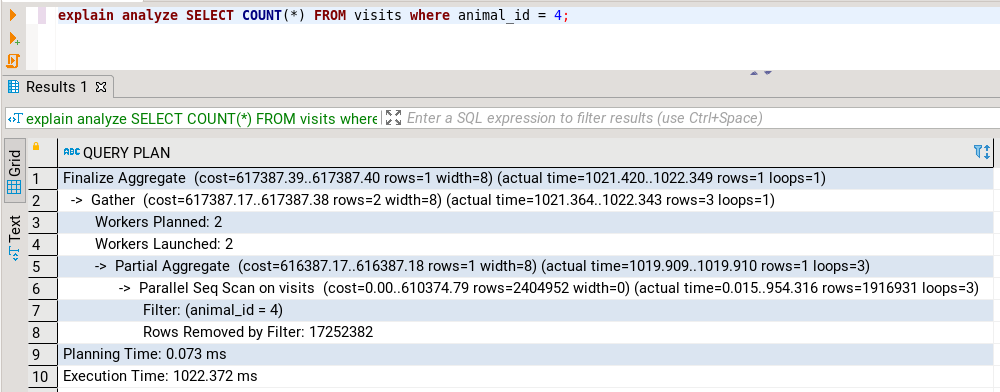 explain analyze SELECT COUNT(*) FROM visits where animal_id = 4;
Results 1
explain analyze SELECT COUNT(*) FROM visits where
Enter a SQL expression to filter results (use Ctrl+Space)
Grid
Text
ABC QUERY PLAN
1 Finalize Aggregate (cost=617387.39..617387.40 rows=1 width=8) (actual time=1021.420..1022.349 rows=1 loops=1)
2 -> Gather (cost=617387.17..617387.38 rows=2 width=8) (actual time=1021.364..1022.343 rows=3 loops=1)
3 Workers Planned: 2
4 Workers Launched: 2
5 -> Partial Aggregate (cost=616387.17..616387.18 rows=1 width=8) (actual time=1019.909..1019.910 rows=1 loops=3)
6 -> Parallel Seq Scan on visits (cost=0.00..610374.79 rows=2404952 width=0) (actual time=0.015..954.316 rows=1916931 loops=3)
7 Filter: (animal_id = 4)
8 Rows Removed by Filter: 17252382
9 Planning Time: 0.073 ms
10 Execution Time: 1022.372 ms